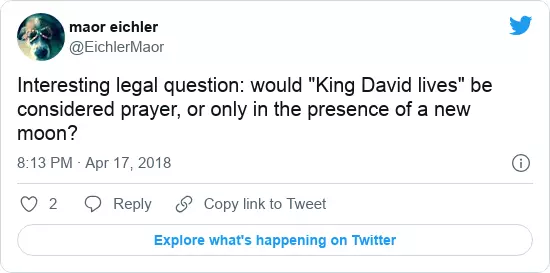 maor eichler
@EichlerMaor
Interesting legal question: would "King David lives" be
considered prayer, or only in the presence of a new
moon?
8:13 PM · Apr 17, 2018
2 Reply Copy link to Tweet
Explore what's happening on Twitter